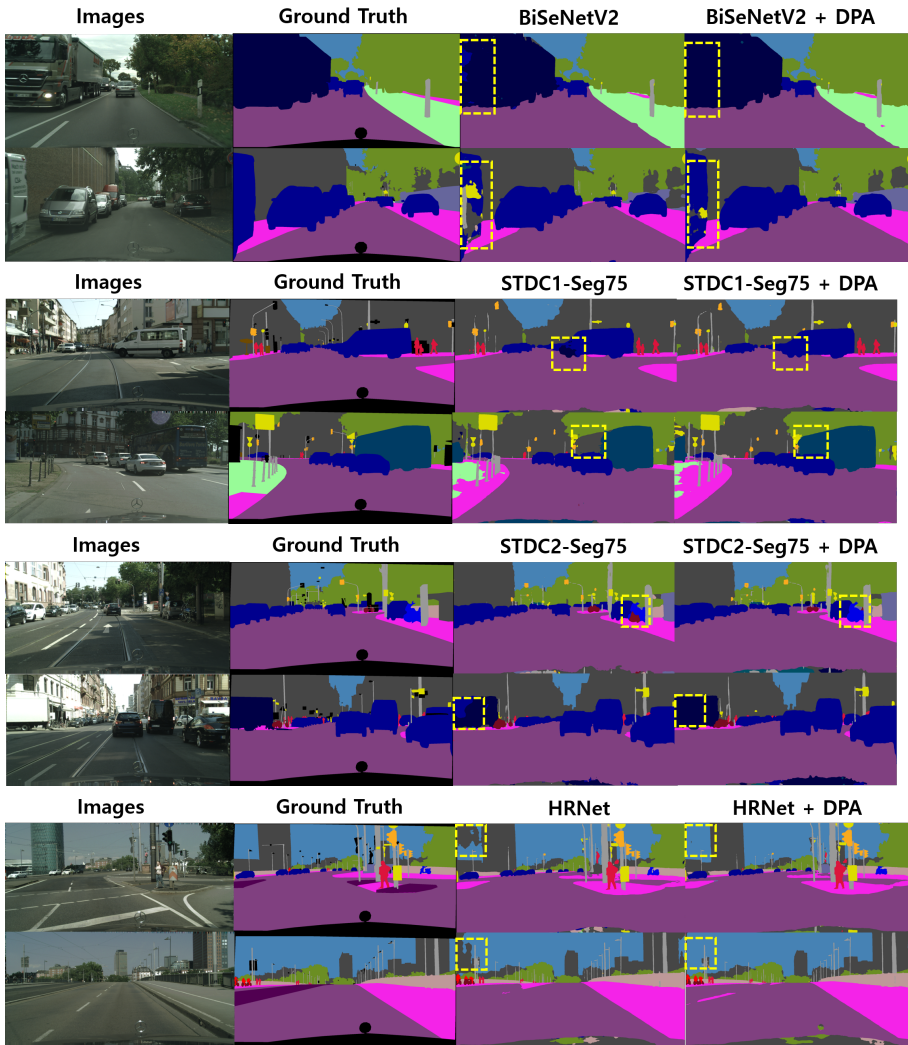 Images Ground Truth BiSeNetV2 BiSeNetV2 + DPA
Images Ground Truth STDC1-Seg75 STDC1-Seg75 + DPA
Images Ground Truth STDC2-Seg75 STDC2-Seg75 + DPA
Images Ground Truth HRNet HRNet + DPA